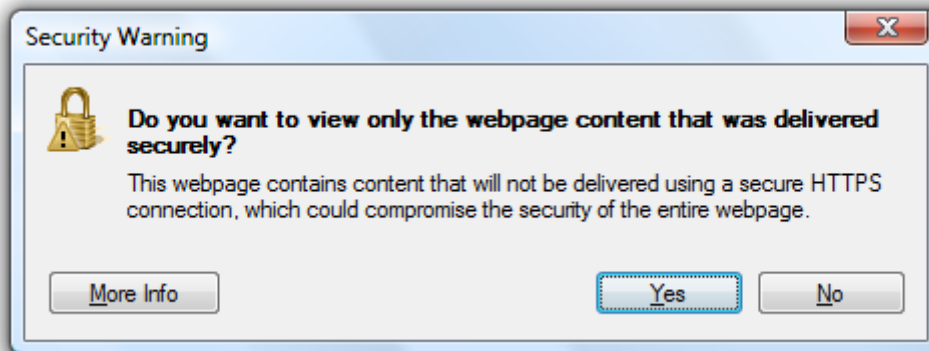 Security Warning
Do you want to view only the webpage content that was delivered
securely?
This webpage contains content that will not be delivered using a secure HTTPS
connection, which could compromise the security of the entire webpage.
More Info
Yes
No